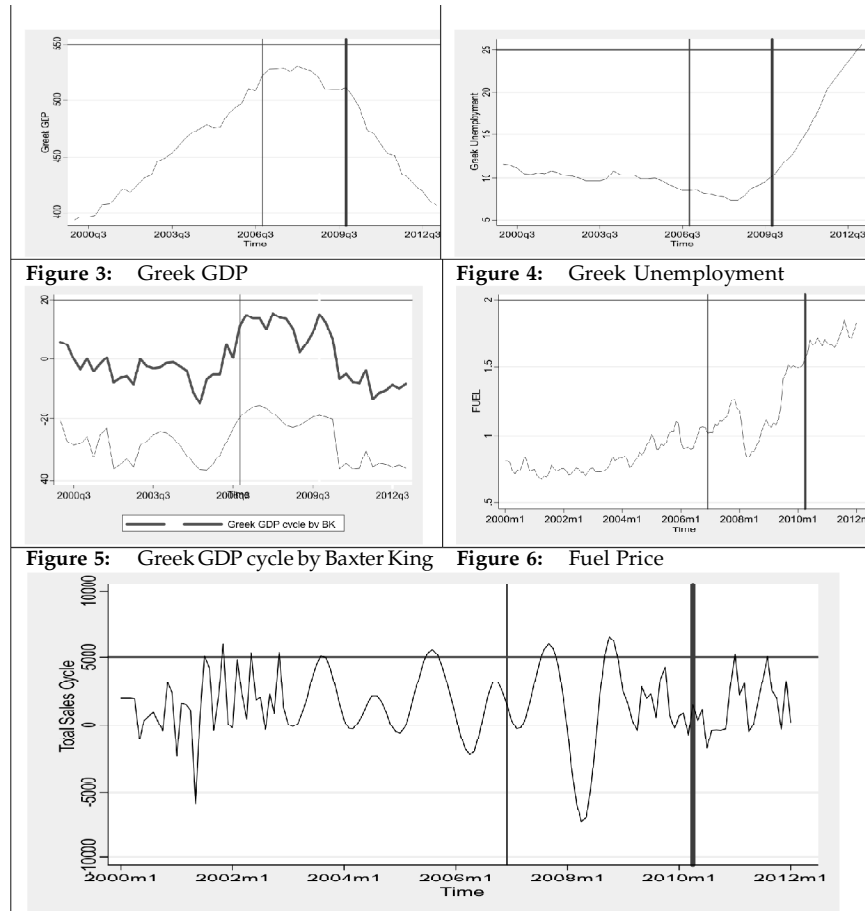 550
500
450
400
Greek GDP
2000q3
2003q3
2006q3
2009q3
2012q3
Time
25
20
15
10
5
Greek Unemployment
2000q3
2003q3
2006q3
2009q3
2012q3
Time
Figure 3: Greek GDP
Figure 4: Greek Unemployment
20
0
-20
40
2000q3
2003q3
2009q3
2012q3
Greek GDP cycle by BK
2
1.5
1
.5
FUEL
2000m1
2002m1
2004m1
2006m1
2008m1
2010m1
2012m
Time
Figure 5: Greek GDP cycle by Baxter King
Figure 6: Fuel Price
10000
5000
0
-5000
10000
Toal Sales Cycle
2000m1
2002m1
2004m1
2006m1
2008m1
2010m1
2012m1
Time